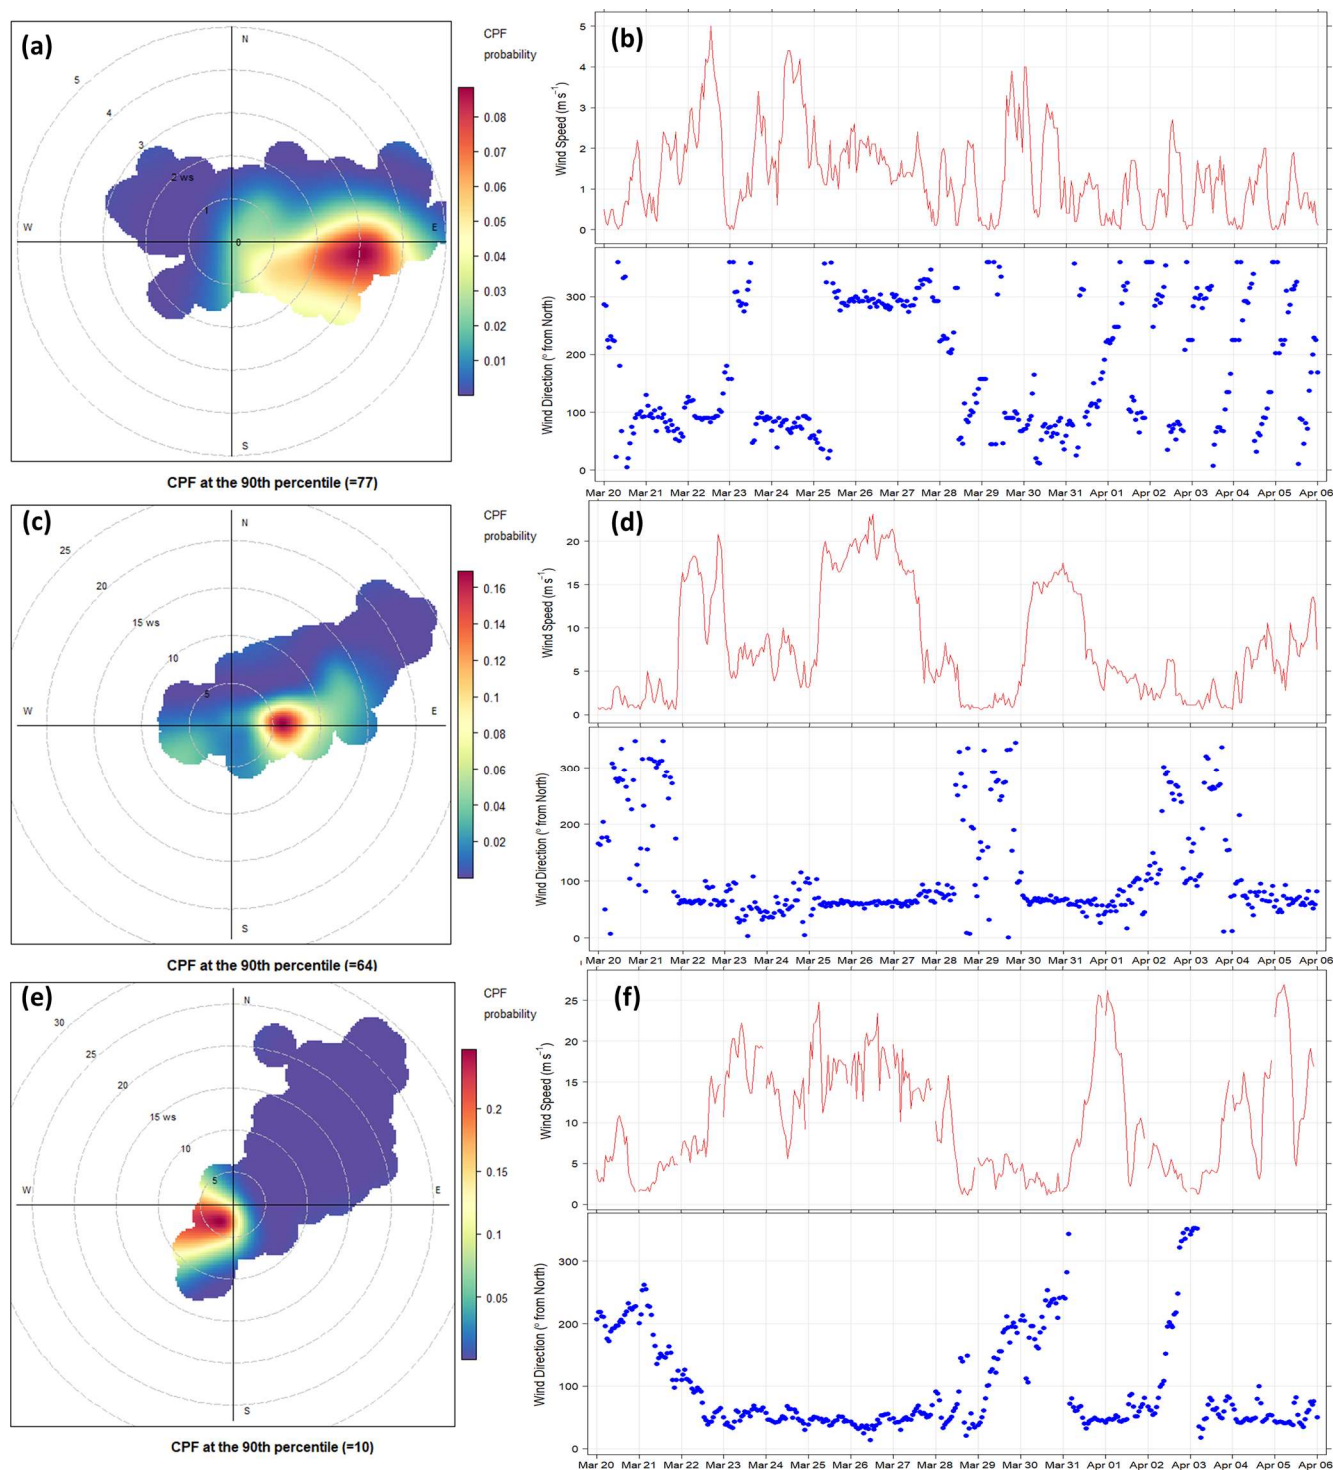 (a)
CPF
probability
N
5
4
3
2 ws
1
0
W
E
S
0.08
0.07
0.06
0.05
0.04
0.03
0.02
0.01
CPF at the 90th percentile (=77)
(b)
Wind Speed (m s⁻¹)
5
4
3
2
1
0
Wind Direction (° from North)
300
200
100
0
Mar 20 Mar 21 Mar 22 Mar 23 Mar 24 Mar 25 Mar 26 Mar 27 Mar 28 Mar 29 Mar 30 Mar 31 Apr 01 Apr 02 Apr 03 Apr 04 Apr 05 Apr 06
(c)
CPF
probability
N
25
20
15 ws
10
5
W
E
S
0.16
0.14
0.12
0.1
0.08
0.06
0.04
0.02
CPF at the 90th percentile (=64)
(d)
Wind Speed (m s⁻¹)
20
15
10
5
0
Wind Direction (° from North)
300
200
100
0
Mar 20 Mar 21 Mar 22 Mar 23 Mar 24 Mar 25 Mar 26 Mar 27 Mar 28 Mar 29 Mar 30 Mar 31 Apr 01 Apr 02 Apr 03 Apr 04 Apr 05 Apr 06
(e)
CPF
probability
N
30
25
20
15 ws
10
5
W
E
S
0.2
0.15
0.1
0.05
CPF at the 90th percentile (=10)
(f)
Wind Speed (m s⁻¹)
25
20
15
10
5
0
Wind Direction (° from North)
300
200
100
0
Mar 20 Mar 21 Mar 22 Mar 23 Mar 24 Mar 25 Mar 26 Mar 27 Mar 28 Mar 29 Mar 30 Mar 31 Apr 01 Apr 02 Apr 03 Apr 04 Apr 05 Apr 06